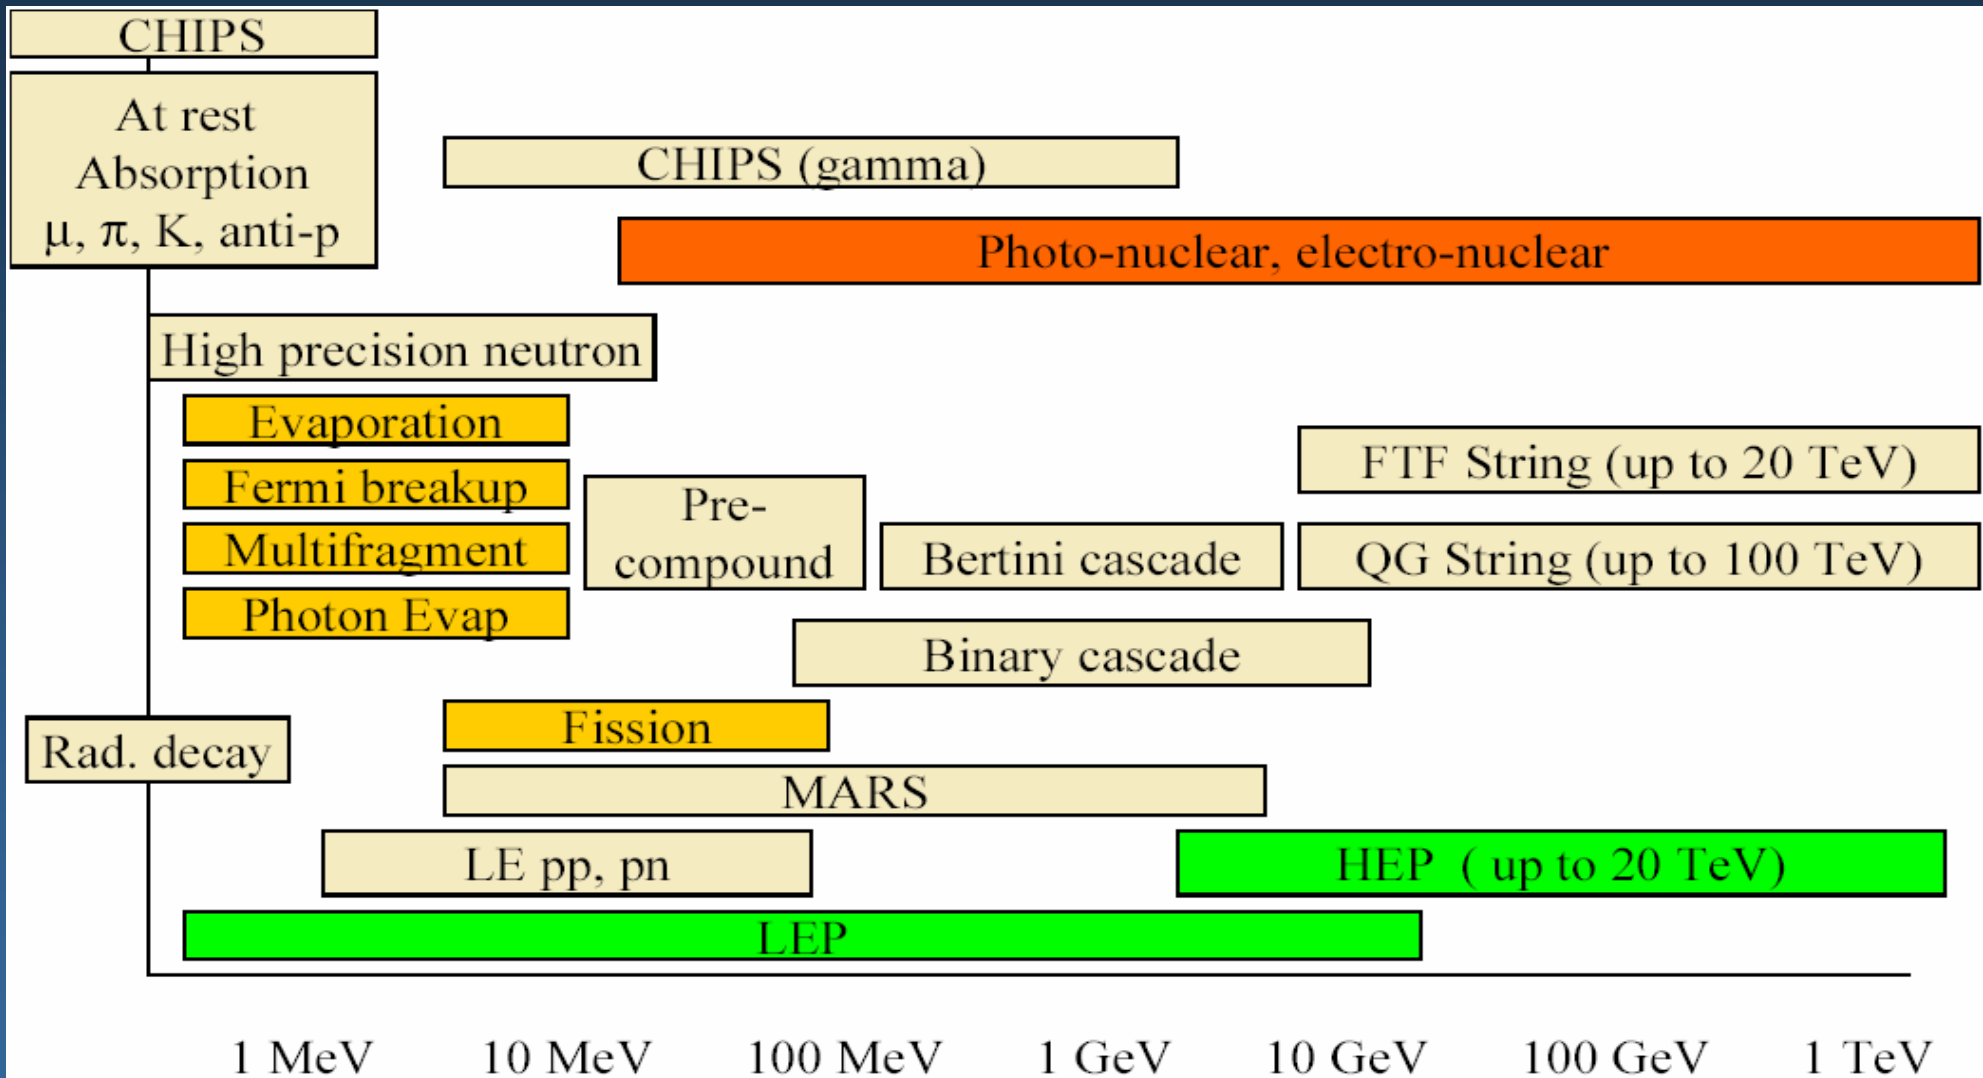 CHIPS
At rest
Absorption
μ, π, K, anti-p
CHIPS (gamma)
Photo-nuclear, electro-nuclear
High precision neutron
Evaporation
Fermi breakup
Multifragment
Photon Evap
Pre-
compound
Bertini cascade
FTF String (up to 20 TeV)
QG String (up to 100 TeV)
Binary cascade
Fission
Rad. decay
MARS
LE pp, pn
HEP ( up to 20 TeV)
LEP
1 MeV 10 MeV 100 MeV 1 GeV 10 GeV 100 GeV 1 TeV